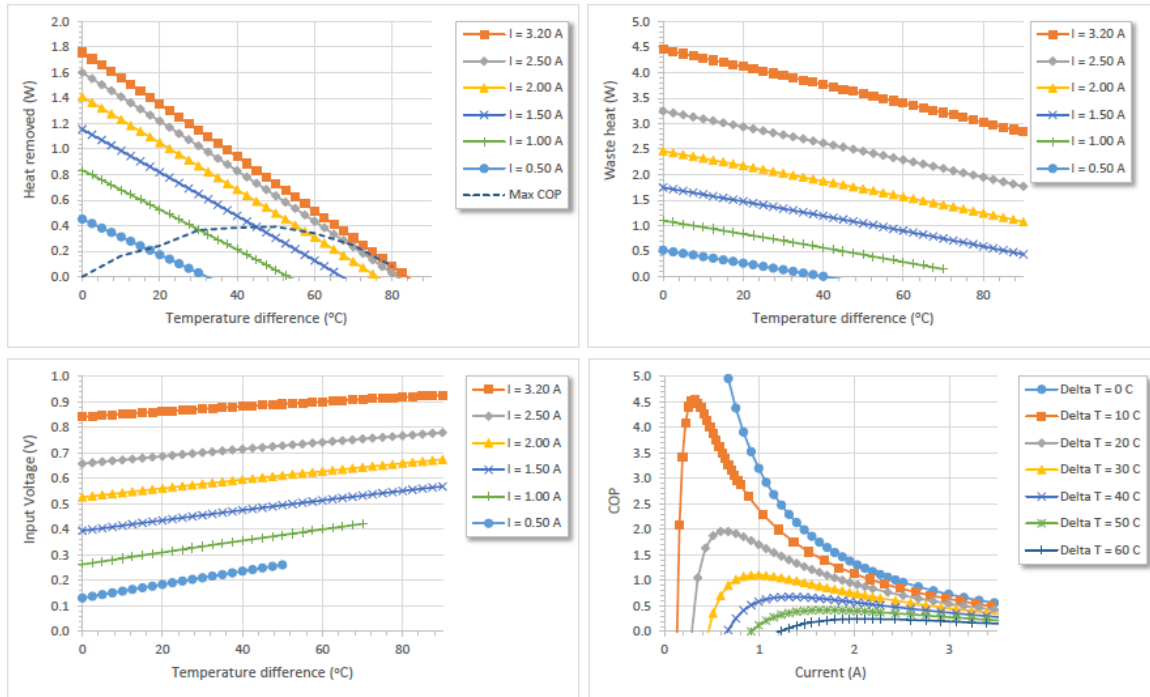 2.0
1.8
1.6
1.4
1.2
1.0
0.8
0.6
0.4
0.2
0.0
Heat removed (W)
0 20 40 60 80
Temperature difference (°C)
I = 3.20 A
I = 2.50 A
I = 2.00 A
I = 1.50 A
I = 1.00 A
I = 0.50 A
Max COP
5.0
4.5
4.0
3.5
3.0
2.5
2.0
1.5
1.0
0.5
0.0
Waste heat (W)
0 20 40 60 80
Temperature difference (°C)
I = 3.20 A
I = 2.50 A
I = 2.00 A
I = 1.50 A
I = 1.00 A
I = 0.50 A
1.0
0.9
0.8
0.7
0.6
0.5
0.4
0.3
0.2
0.1
0.0
Input Voltage (V)
0 20 40 60 80
Temperature difference (°C)
I = 3.20 A
I = 2.50 A
I = 2.00 A
I = 1.50 A
I = 1.00 A
I = 0.50 A
5.0
4.5
4.0
3.5
3.0
2.5
2.0
1.5
1.0
0.5
0.0
COP
0 1 2 3
Current (A)
Delta T = 0 C
Delta T = 10 C
Delta T = 20 C
Delta T = 30 C
Delta T = 40 C
Delta T = 50 C
Delta T = 60 C